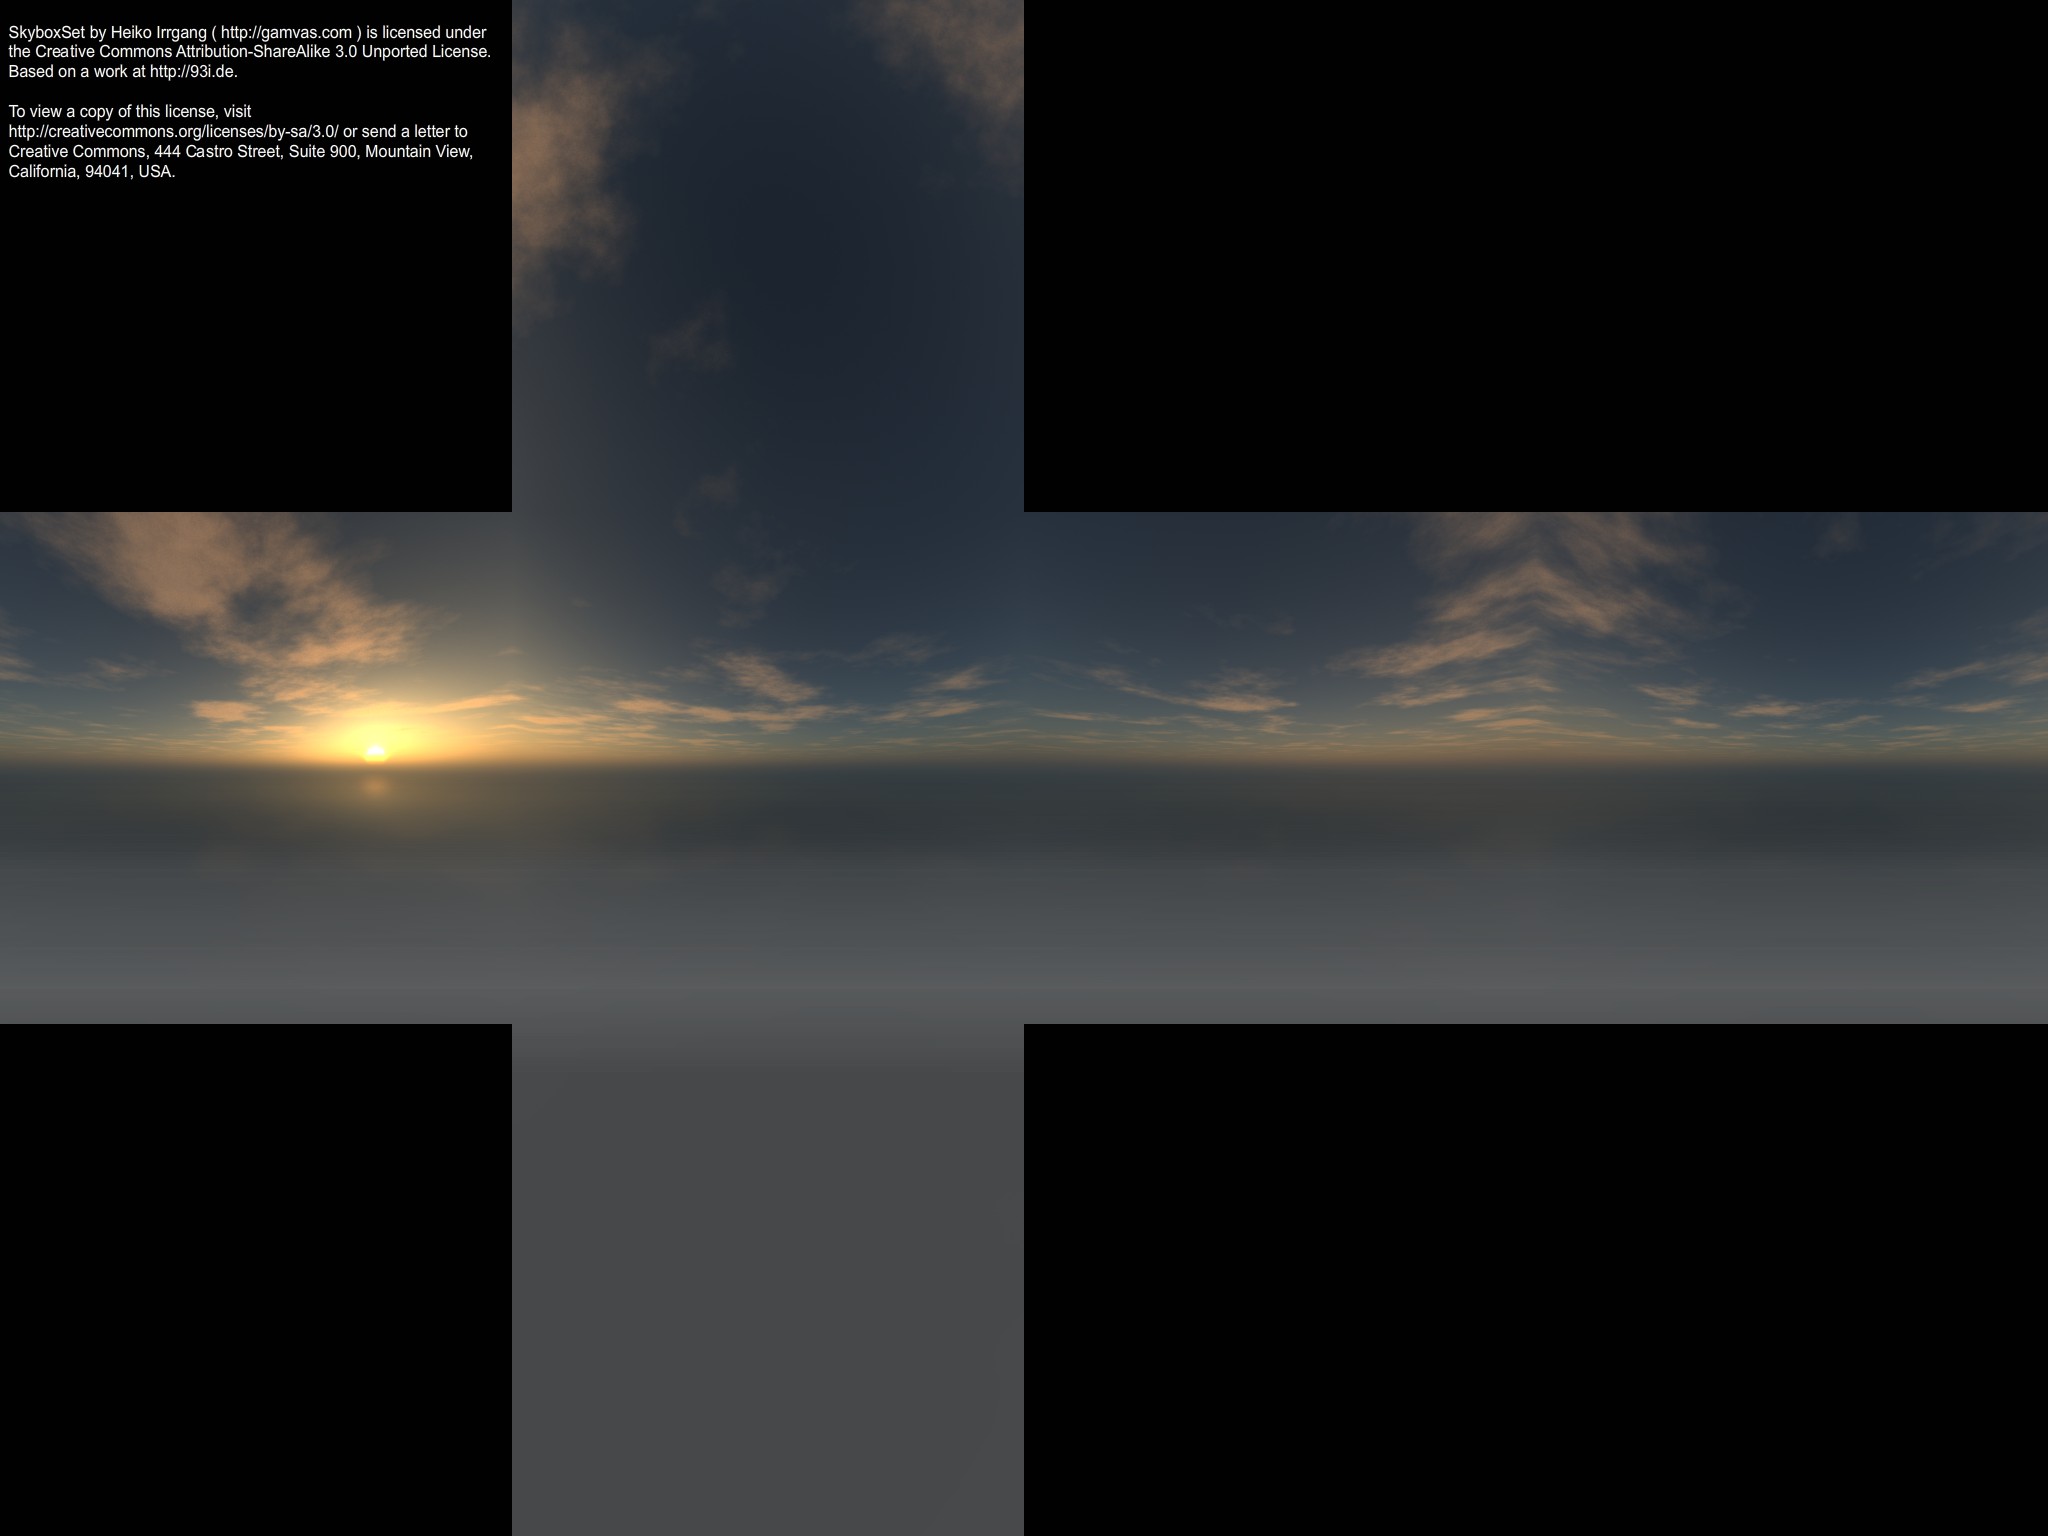 SkyboxSet by Heiko Irrgang ( http://gamvas.com ) is licensed under
the Creative Commons Attribution-ShareAlike 3.0 Unported License.
Based on a work at http://93i.de.
To view a copy of this license, visit
http://creativecommons.org/licenses/by-sa/3.0/ or send a letter to
Creative Commons, 444 Castro Street, Suite 900, Mountain View,
California, 94041, USA.